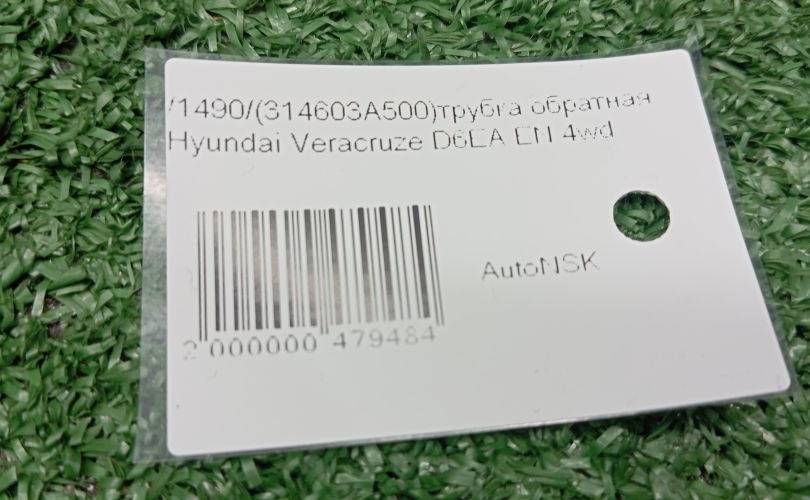 /1490/(314603A500)трубка обратная
Hyundai Veracruze D6EA EN 4wd
AutoNSK
2 000000 479484